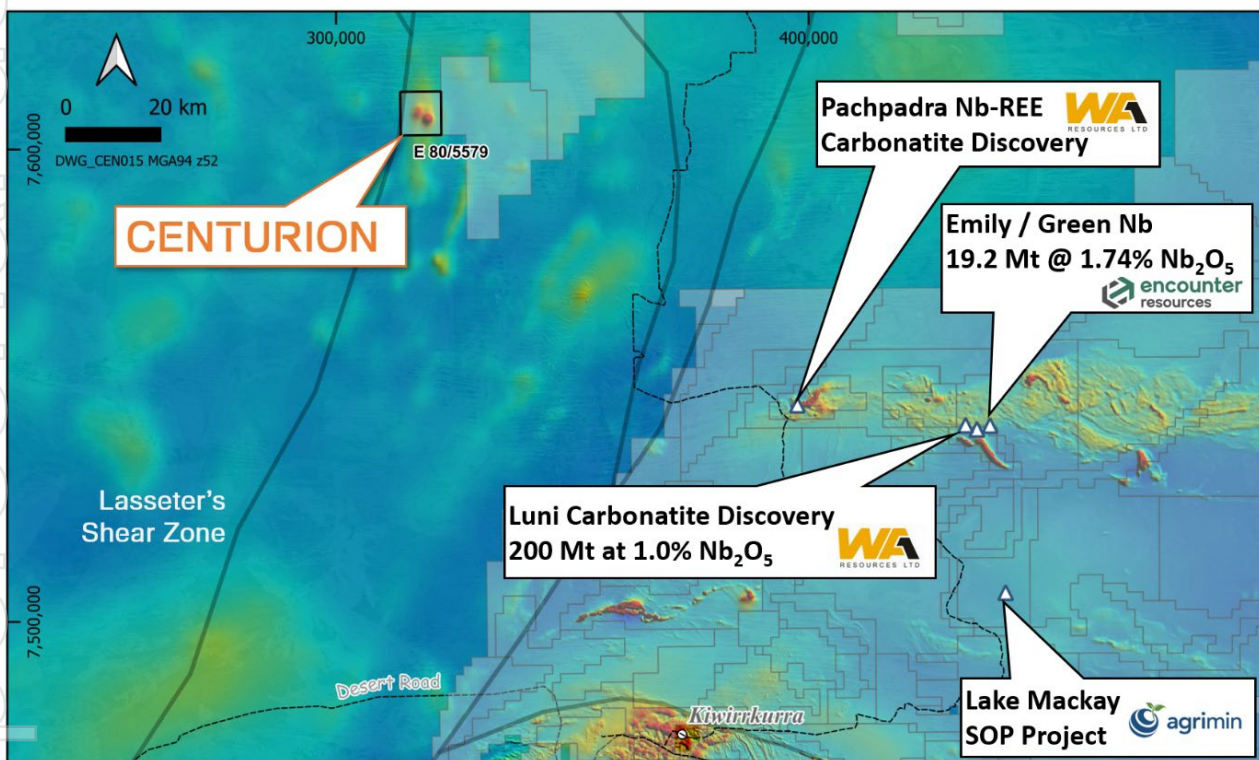 300,000
400,000
0 20 km
DWG_CEN015 MGA94 z52
7,600,000
E 80/5579
CENTURION
Pachpadra Nb-REE
Carbonatite Discovery
WA
RESOURCES LTD
Emily / Green Nb
19.2 Mt @ 1.74% Nb₂O₅
encounter
resources
Lasseter's
Shear Zone
Luni Carbonatite Discovery
200 Mt at 1.0% Nb₂O₅
WA
RESOURCES LTD
7,500,000
Desert Road
Kiwirrkurra
Lake Mackay
SOP Project
agrimin